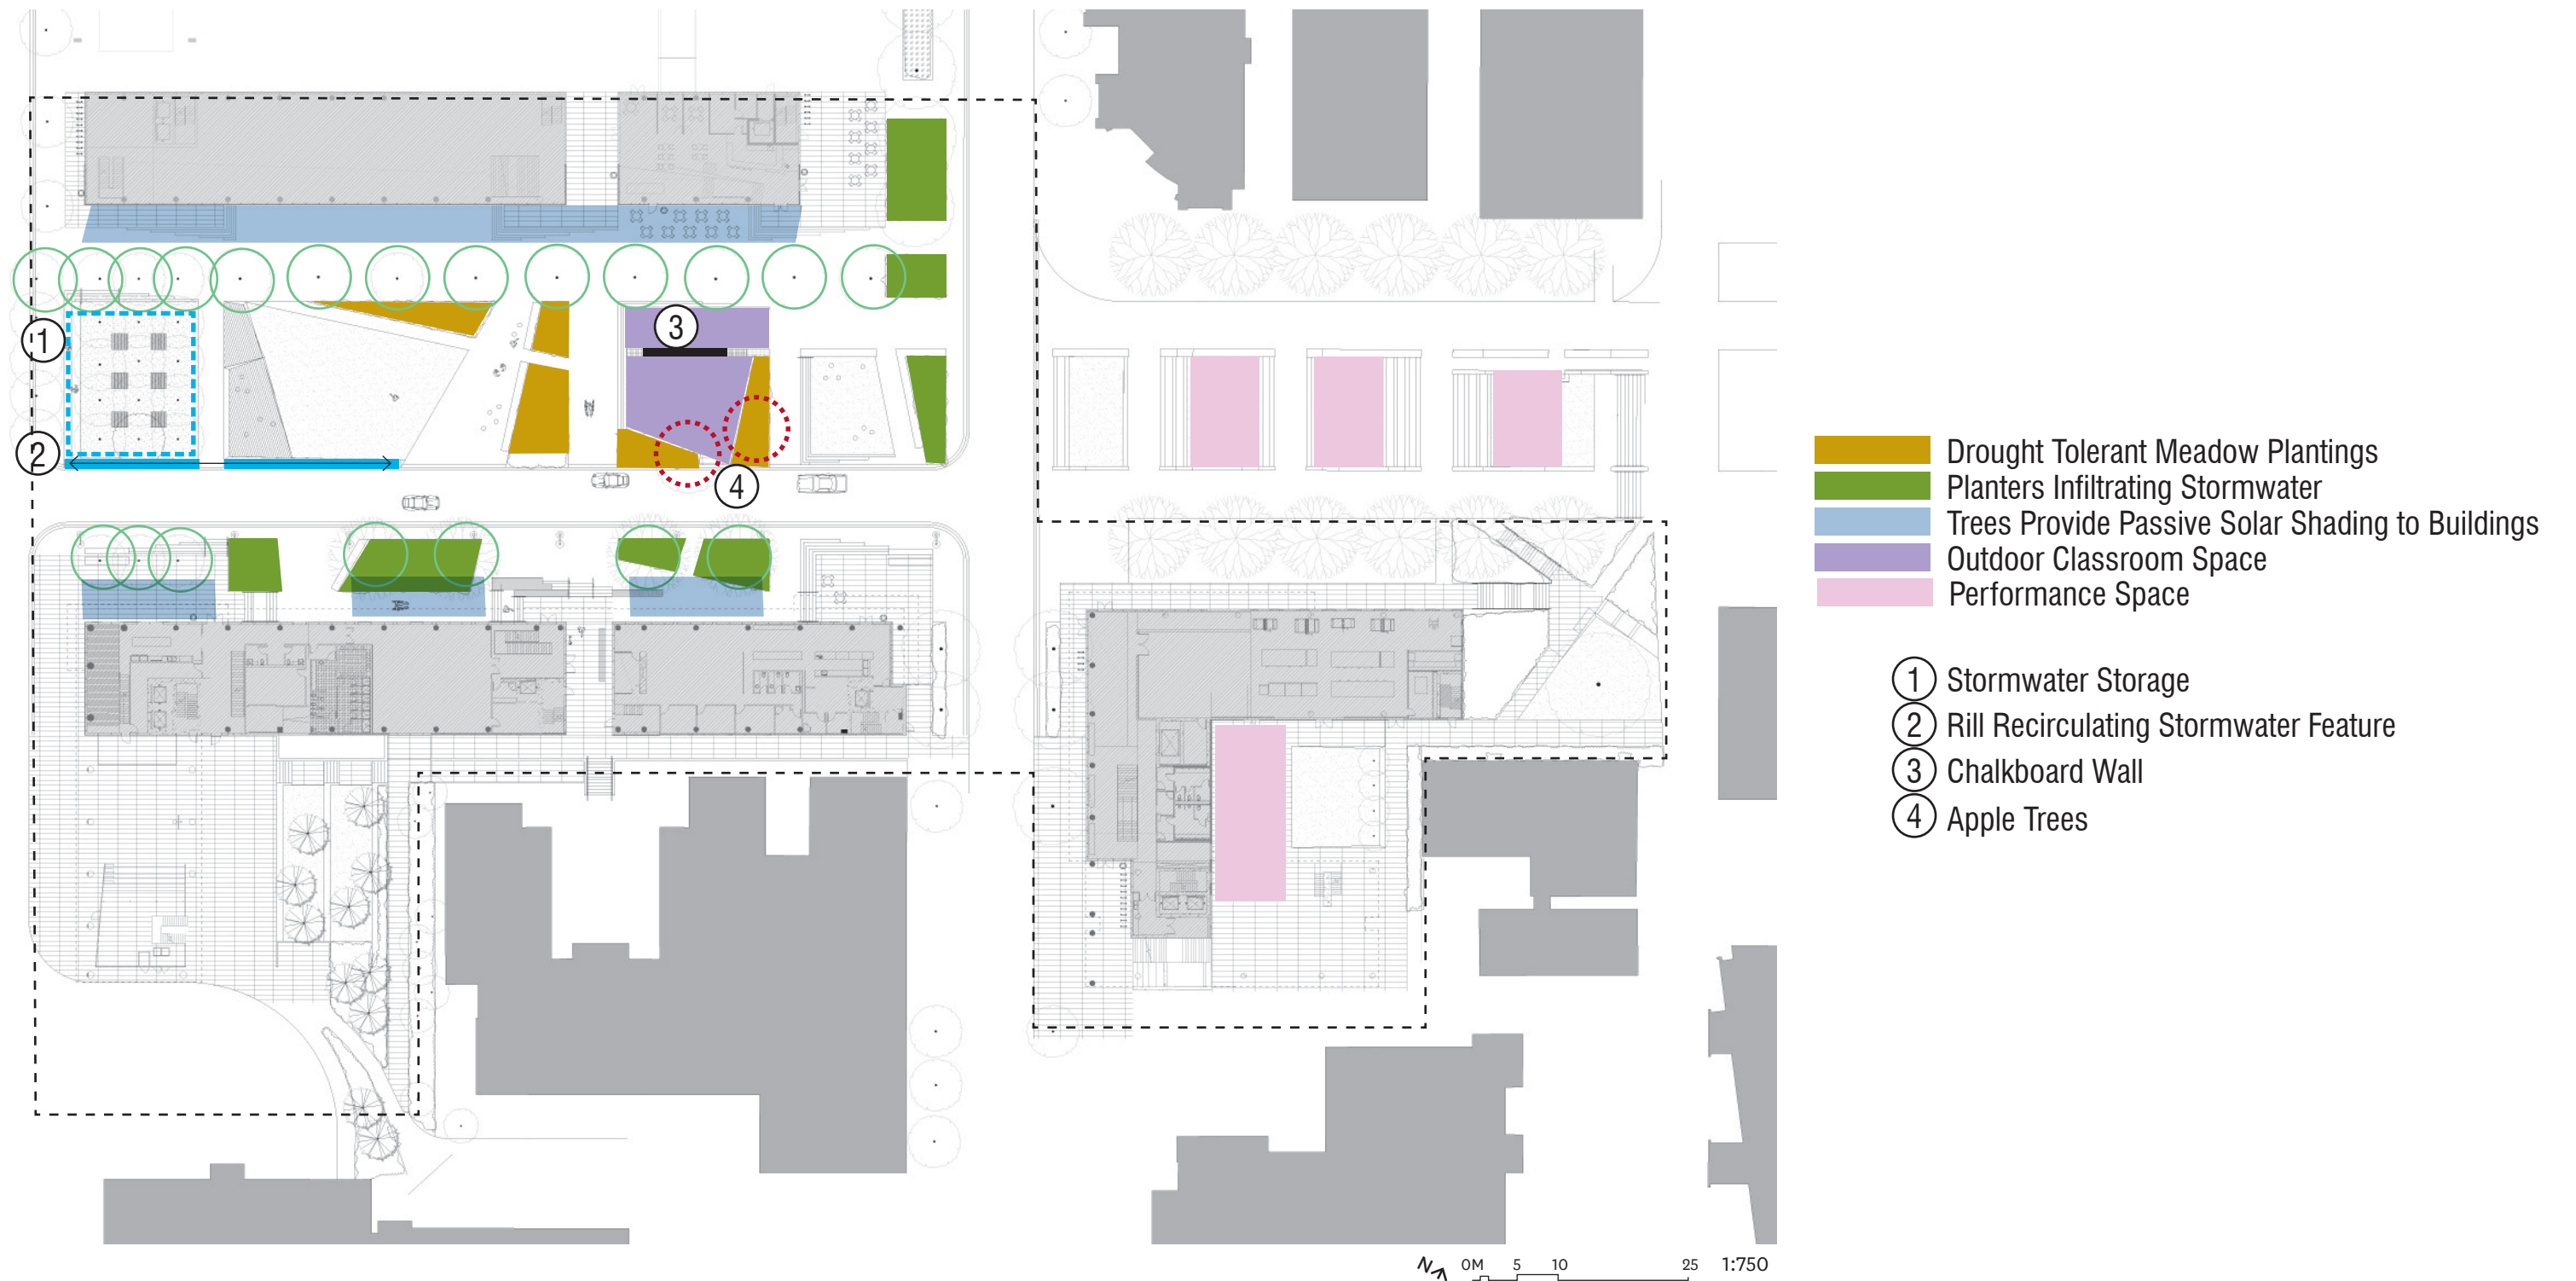 1
2
3
4
Drought Tolerant Meadow Plantings
Planters Infiltrating Stormwater
Trees Provide Passive Solar Shading to Buildings
Outdoor Classroom Space
Performance Space
1 Stormwater Storage
2 Rill Recirculating Stormwater Feature
3 Chalkboard Wall
4 Apple Trees
N 0M 5 10 25 1:750